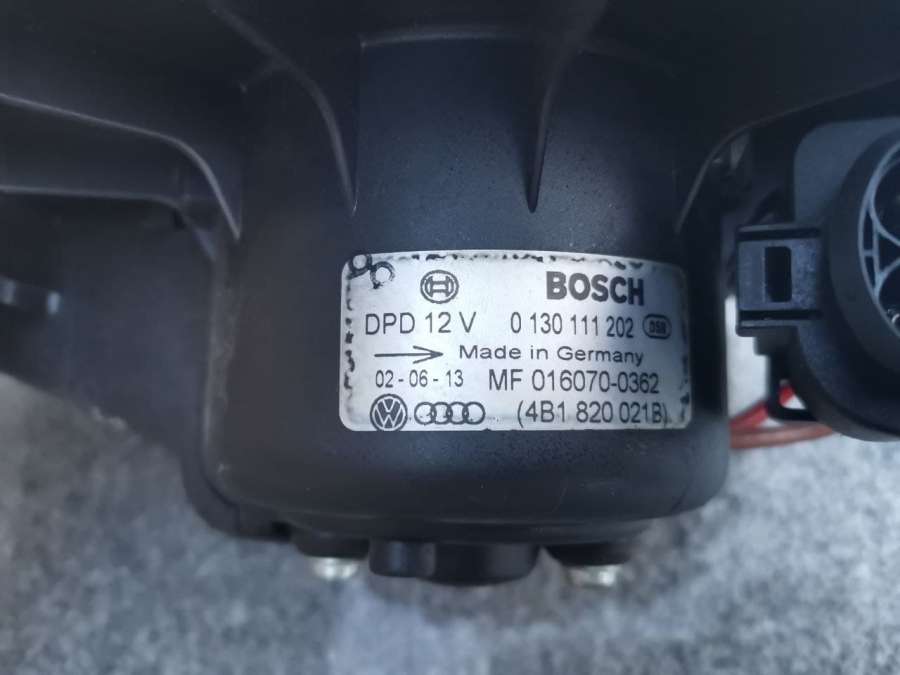 BOSCH
DPD 12 V 0 130 111 202 058
Made in Germany
02-06-13 MF 016070-0362
(4B1 820 021B)